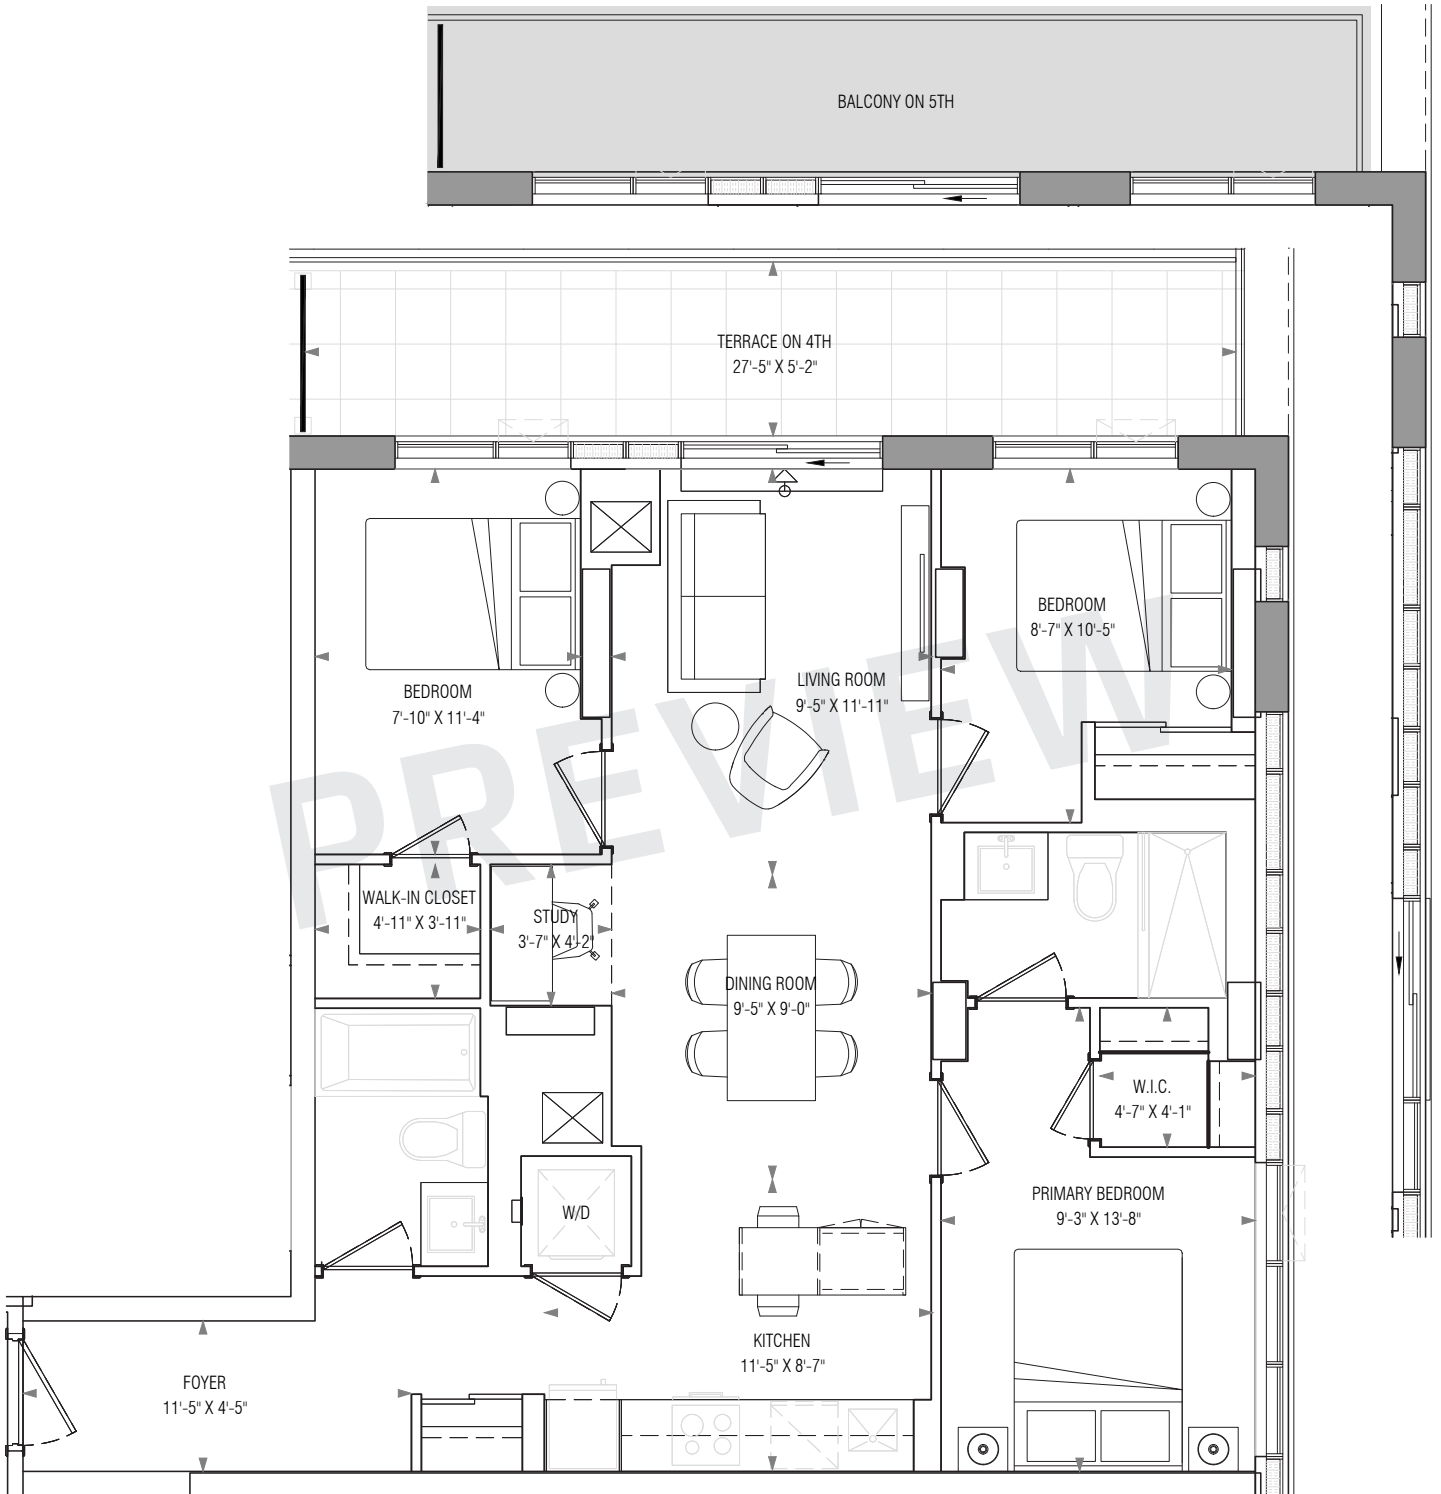 BALCONY ON 5TH
TERRACE ON 4TH
27'-5" X 5'-2"
BEDROOM
8'-7" X 10'-5"
LIVING ROOM
9'-5" X 11'-11"
BEDROOM
7'-10" X 11'-4"
PREVIEW
WALK-IN CLOSET
4'-11" X 3'-11"
STUDY
3'-7" X 4'-2"
DINING ROOM
9'-5" X 9'-0"
W.I.C.
4'-7" X 4'-1"
PRIMARY BEDROOM
9'-3" X 13'-8"
W/D
KITCHEN
11'-5" X 8'-7"
FOYER
11'-5" X 4'-5"